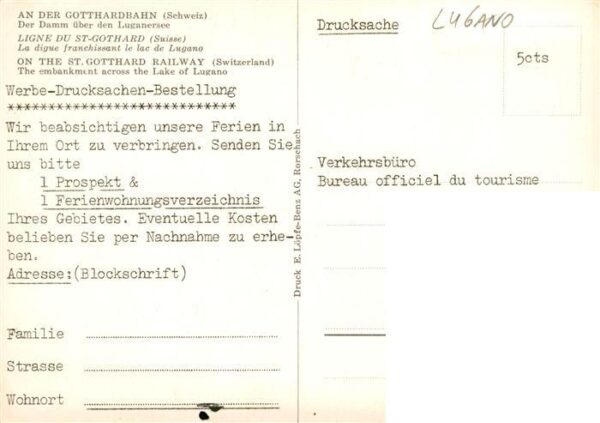 AN DER GOTTHARDBAHN (Schweiz)
Der Damm über den Luganersee
LIGNE DU ST-GOTHARD (Suisse)
La digue franchissant le lac de Lugano
ON THE ST. GOTTHARD RAILWAY (Switzerland)
The embankment across the Lake of Lugano
Werbe-Drucksachen-Bestellung
*****************************
Wir beabsichtigen unsere Ferien in
Ihrem Ort zu verbringen. Senden Sie
uns bitte
1 Prospekt &
1 Ferienwohnungsverzeichnis
Ihres Gebietes. Eventuelle Kosten
belieben Sie per Nachnahme zu erhe-
ben.
Adresse:(Blockschrift)
Familie
Strasse
Wohnort
Druck E. Löpfe-Benz AG, Rorschach
Drucksache
LUGANO
5cts
Verkehrsbüro
Bureau officiel du tourisme